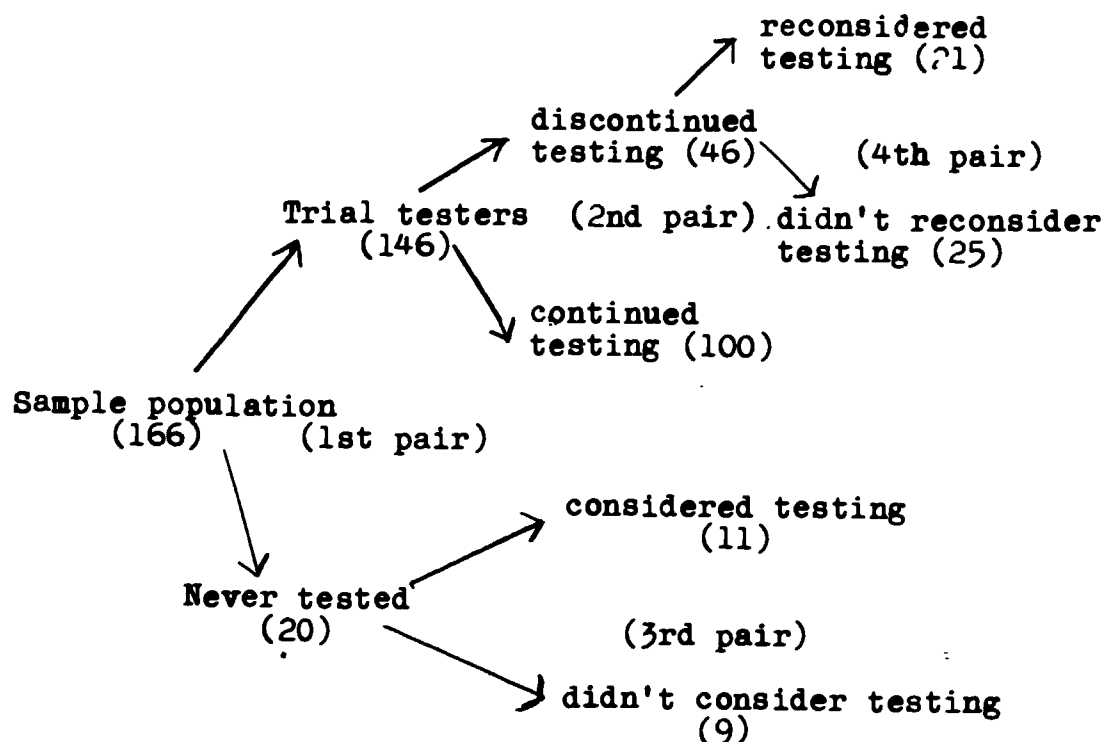 reconsidered
testing (21)
discontinued
testing (46)
(4th pair)
Trial testers
(146)
(2nd pair)
didn't reconsider
testing (25)
continued
testing (100)
Sample population
(166)
(1st pair)
considered testing
(11)
Never tested
(20)
(3rd pair)
didn't consider testing
(9)